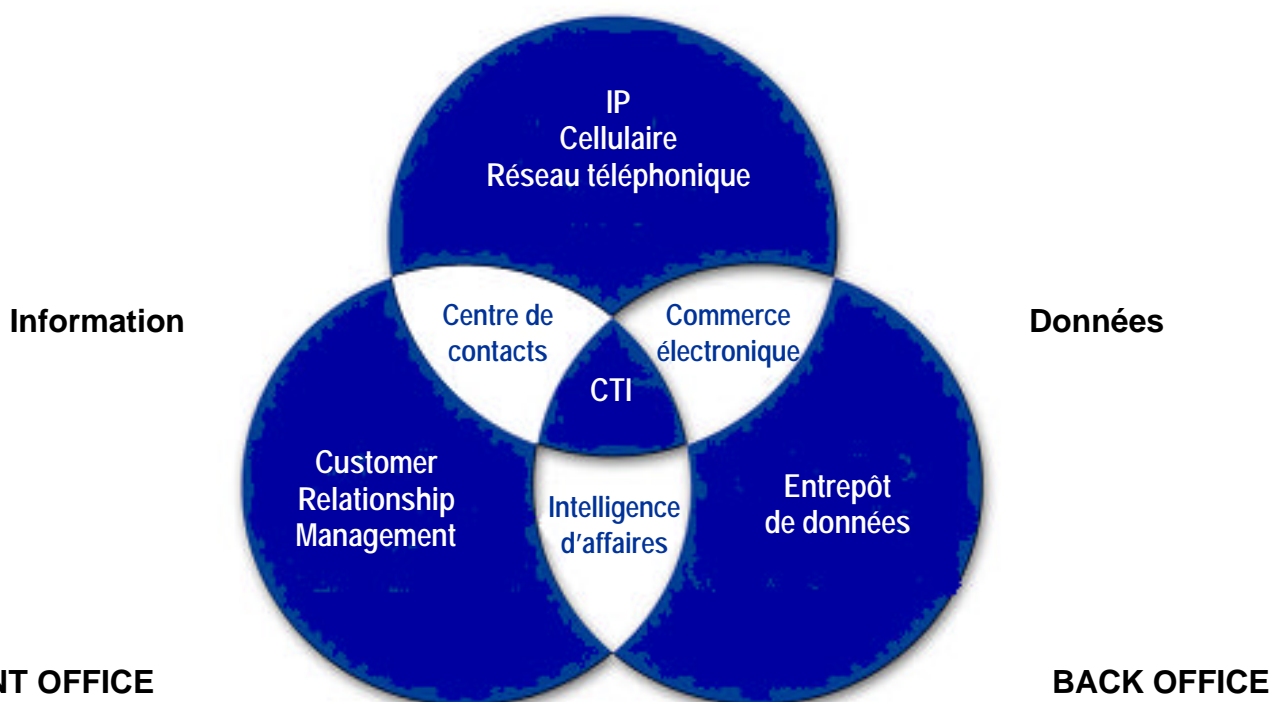 IP
Cellulaire
Réseau téléphonique
Information
Centre de
contacts
Commerce
électronique
Données
CTI
Customer
Relationship
Management
Intelligence
d'affaires
Entrepôt
de données
NT OFFICE
BACK OFFICE